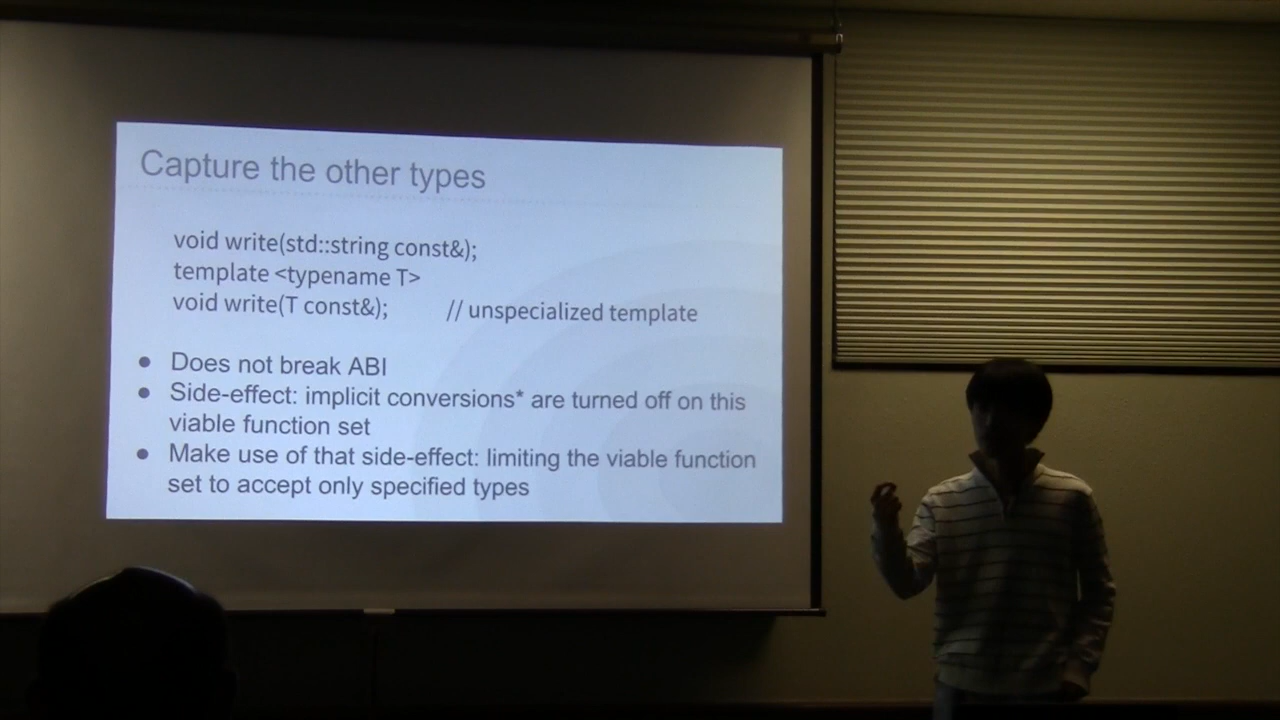 Capture the other types
void write(std::string const&);
template <typename T>
void write(T const&); // unspecialized template
● Does not break ABI
● Side-effect: implicit conversions* are turned off on this
viable function set
● Make use of that side-effect: limiting the viable function
set to accept only specified types